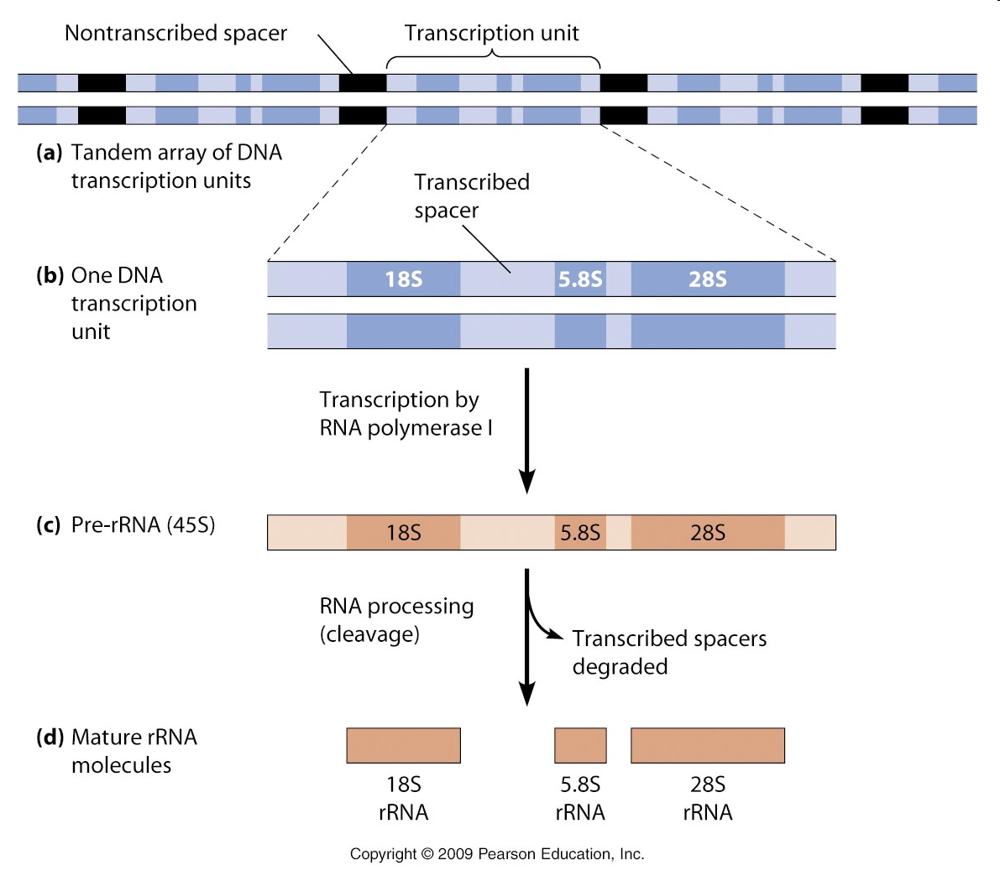 Nontranscribed spacer
Transcription unit
(a) Tandem array of DNA
transcription units
Transcribed
spacer
(b) One DNA
transcription
unit
18S
5.8S
28S
Transcription by
RNA polymerase I
(c) Pre-rRNA (45S)
18S
5.8S
28S
RNA processing
(cleavage)
Transcribed spacers
degraded
(d) Mature rRNA
molecules
18S
rRNA
5.8S
rRNA
28S
rRNA
Copyright © 2009 Pearson Education, Inc.